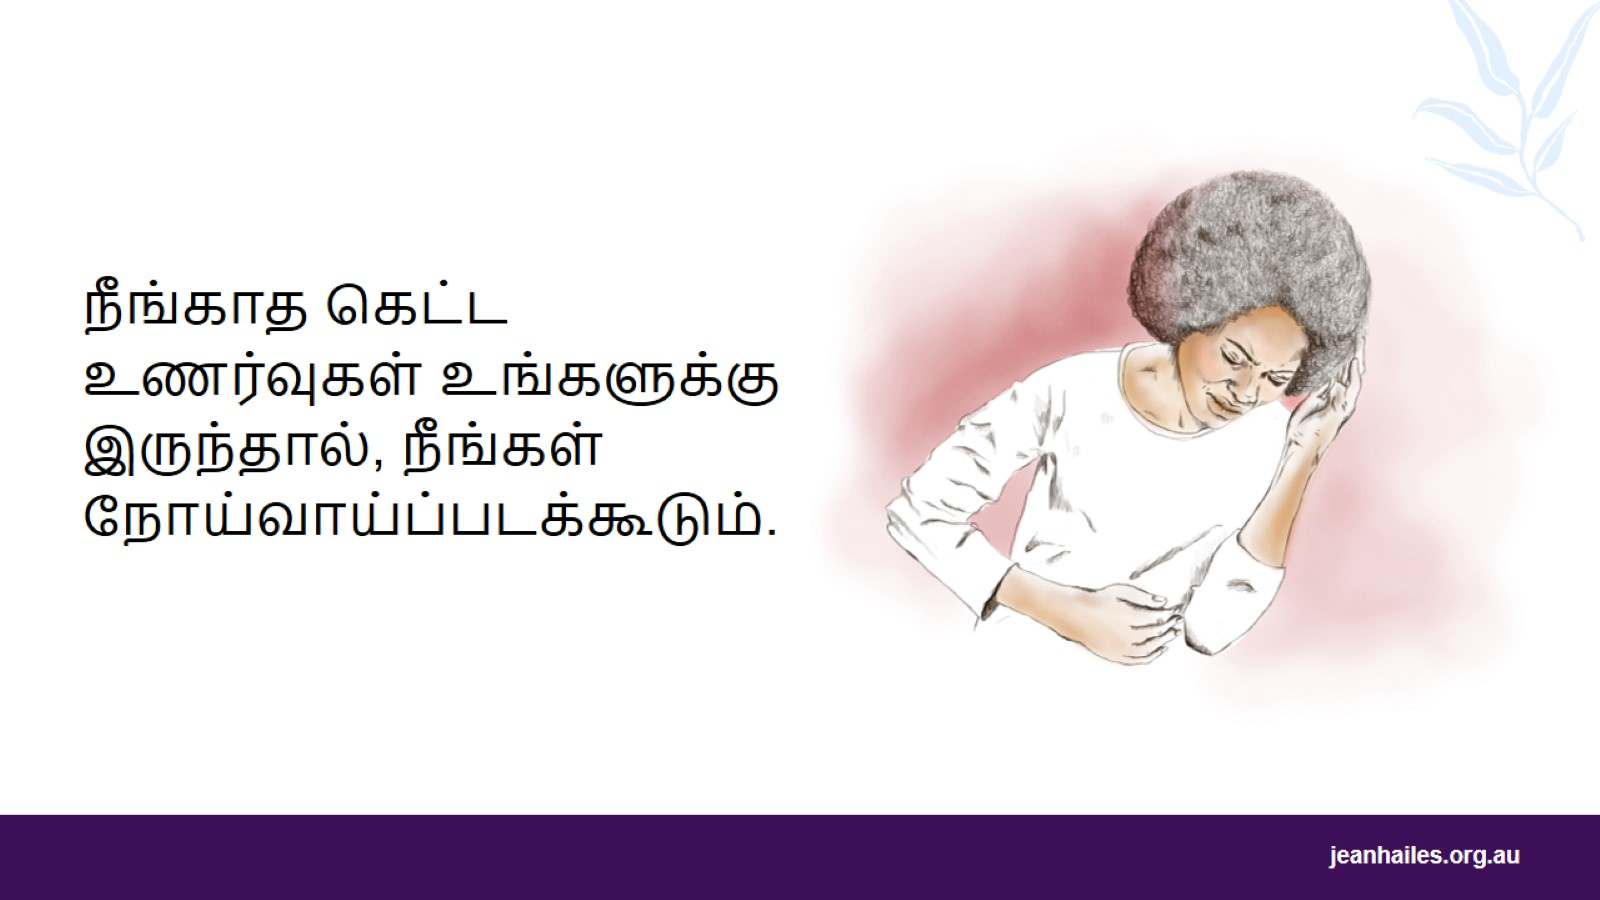 நீங்காத கெட்ட
உணர்வுகள் உங்களுக்கு
இருந்தால், நீங்கள்
நோய்வாய்ப்படக்கூடும்.
jeanhailes.org.au